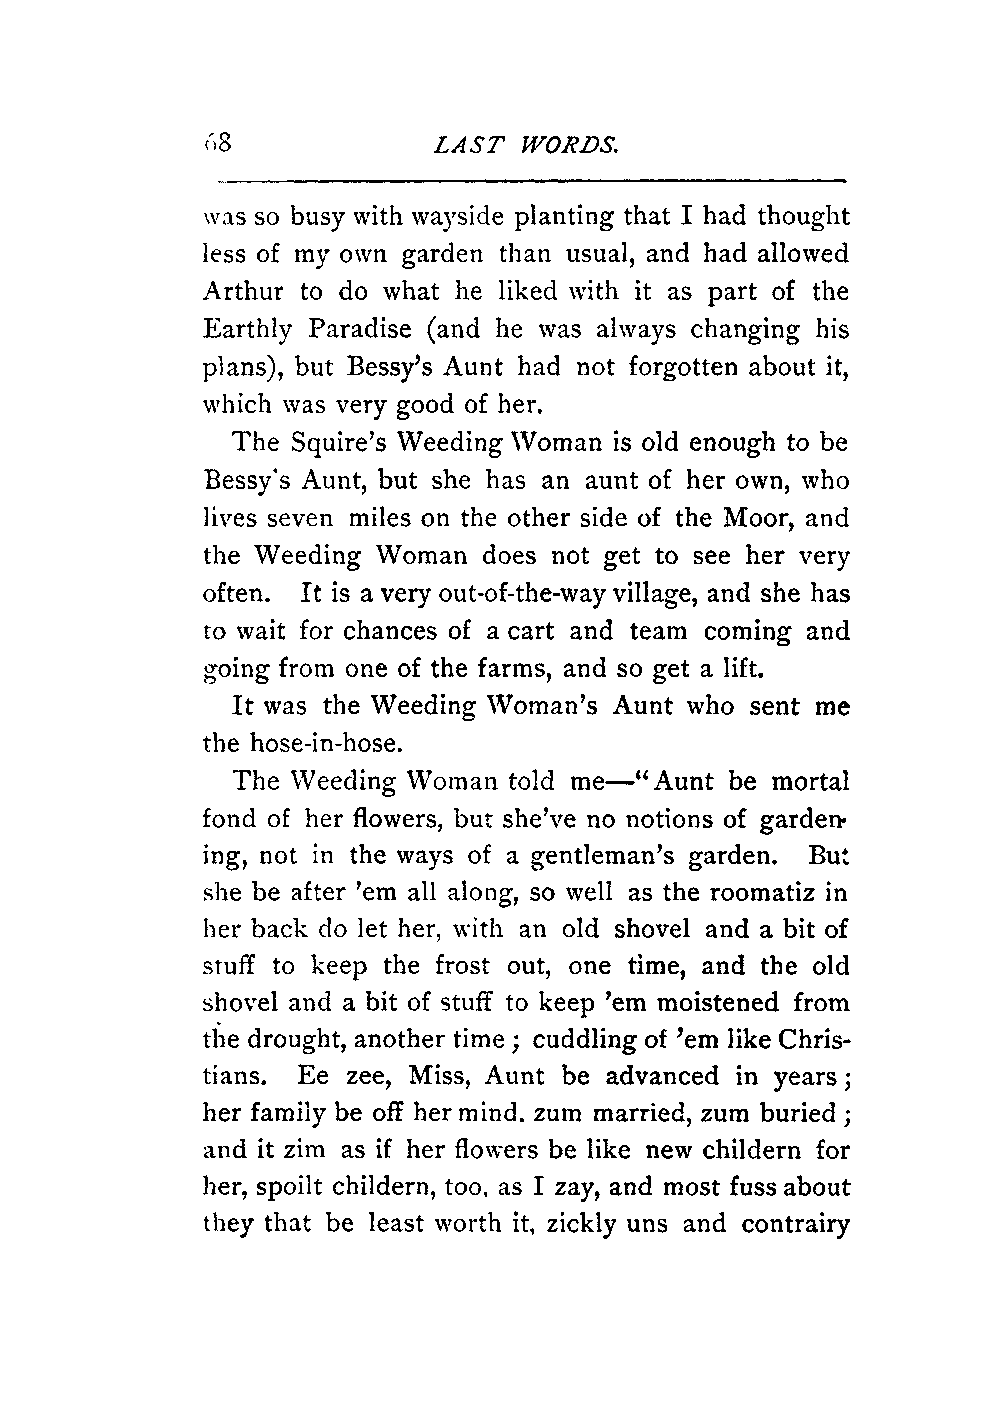 68 LAST WORDS.
was so busy with wayside planting that I had thought
less of my own garden than usual, and had allowed
Arthur to do what he liked with it as part of the
Earthly Paradise (and he was always changing his
plans), but Bessy's Aunt had not forgotten about it,
which was very good of her.
The Squire's Weeding Woman is old enough to be
Bessy's Aunt, but she has an aunt of her own, who
lives seven miles on the other side of the Moor, and
the Weeding Woman does not get to see her very
often. It is a very out-of-the-way village, and she has
to wait for chances of a cart and team coming and
going from one of the farms, and so get a lift.
It was the Weeding Woman's Aunt who sent me
the hose-in-hose.
The Weeding Woman told me—"Aunt be mortal
fond of her flowers, but she've no notions of garden-
ing, not in the ways of a gentleman's garden. But
she be after 'em all along, so well as the roomatiz in
her back do let her, with an old shovel and a bit of
stuff to keep the frost out, one time, and the old
shovel and a bit of stuff to keep 'em moistened from
the drought, another time; cuddling of 'em like Chris-
tians. Ee zee, Miss, Aunt be advanced in years;
her family be off her mind. zum married, zum buried;
and it zim as if her flowers be like new childern for
her, spoilt childern, too, as I zay, and most fuss about
they that be least worth it, zickly uns and contrairy